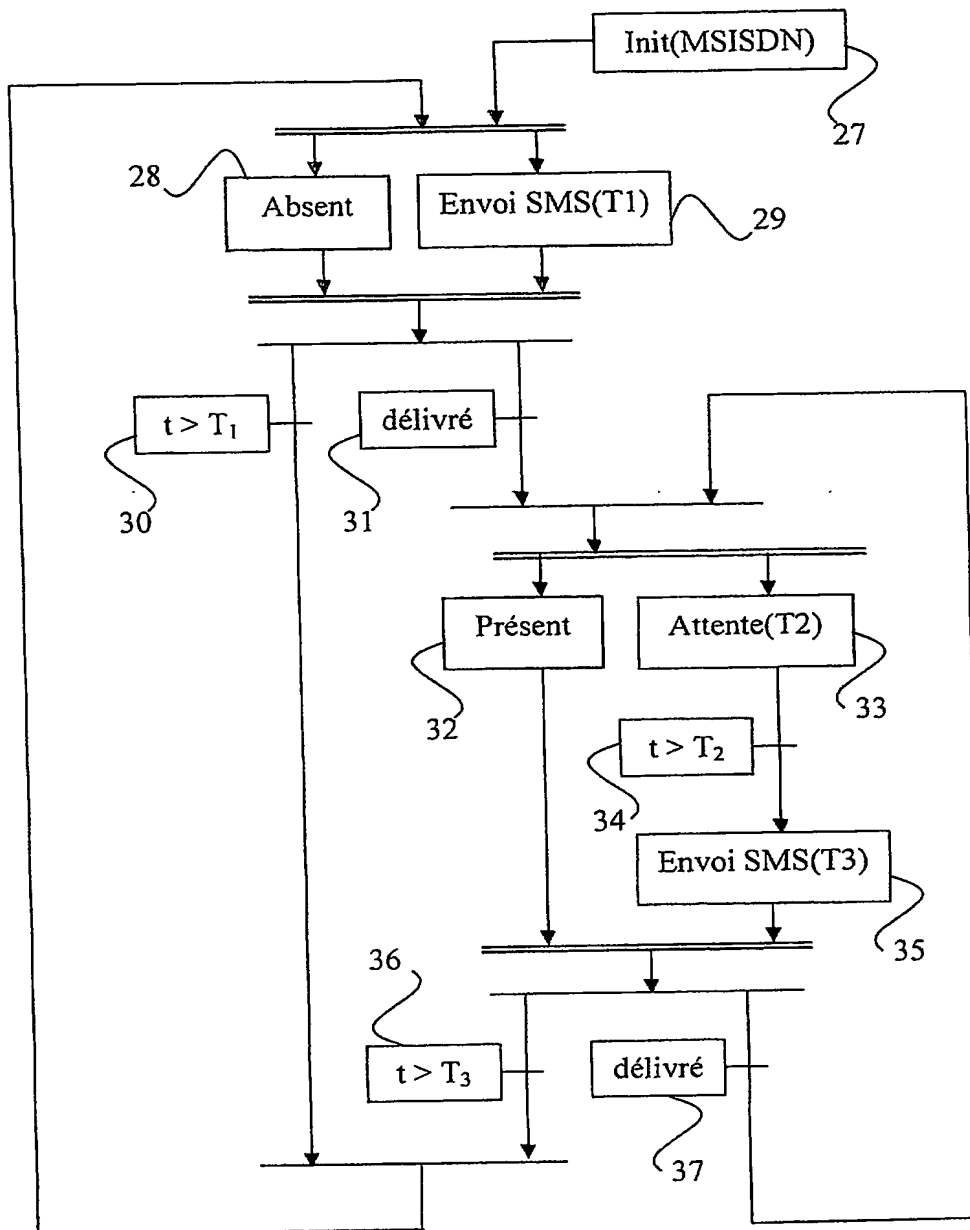 Init(MSISDN)
27
28
Absent
Envoi SMS(T1)
29
t > T₁
délivré
30
31
Présent
Attente(T2)
32
33
t > T₂
34
Envoi SMS(T3)
35
36
t > T₃
délivré
37